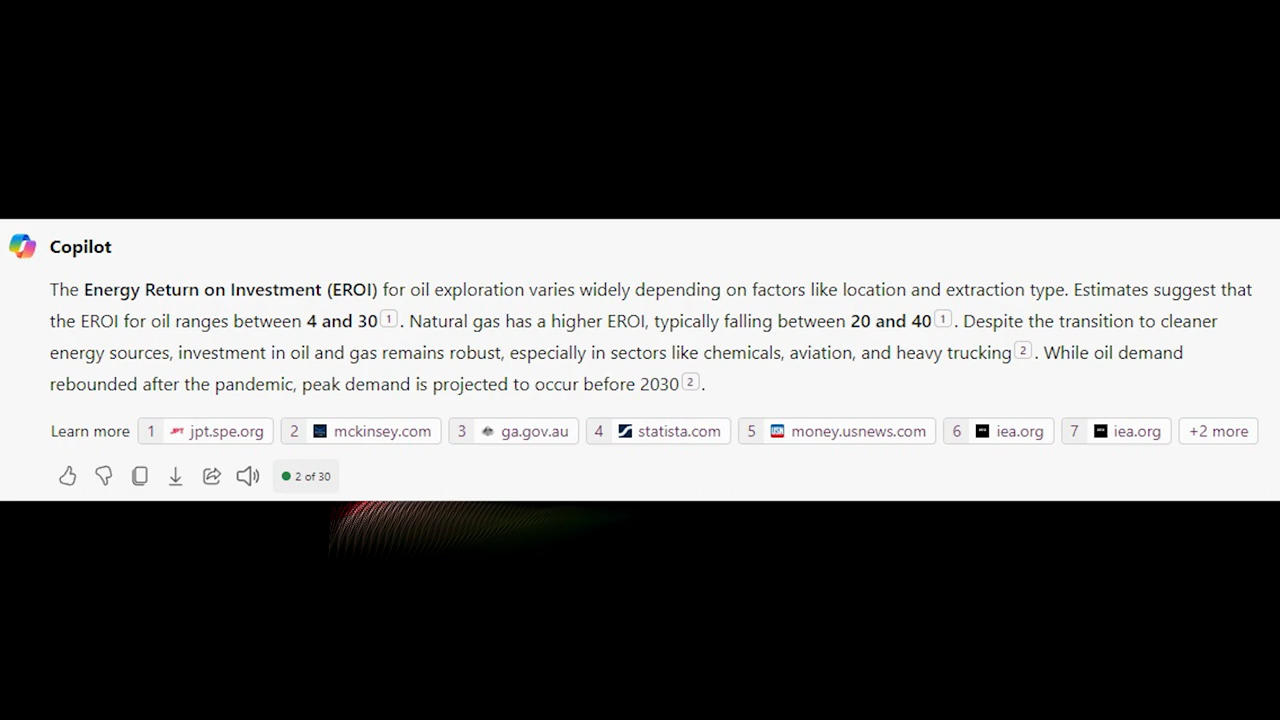 Copilot
The Energy Return on Investment (EROI) for oil exploration varies widely depending on factors like location and extraction type. Estimates suggest that
the EROI for oil ranges between 4 and 30 1 . Natural gas has a higher EROI, typically falling between 20 and 40 1 . Despite the transition to cleaner
energy sources, investment in oil and gas remains robust, especially in sectors like chemicals, aviation, and heavy trucking 2 . While oil demand
rebounded after the pandemic, peak demand is projected to occur before 2030 2 .
Learn more 1 jpt.spe.org 2 mckinsey.com 3 ga.gov.au 4 statista.com 5 money.usnews.com 6 iea.org 7 iea.org +2 more
2 of 30